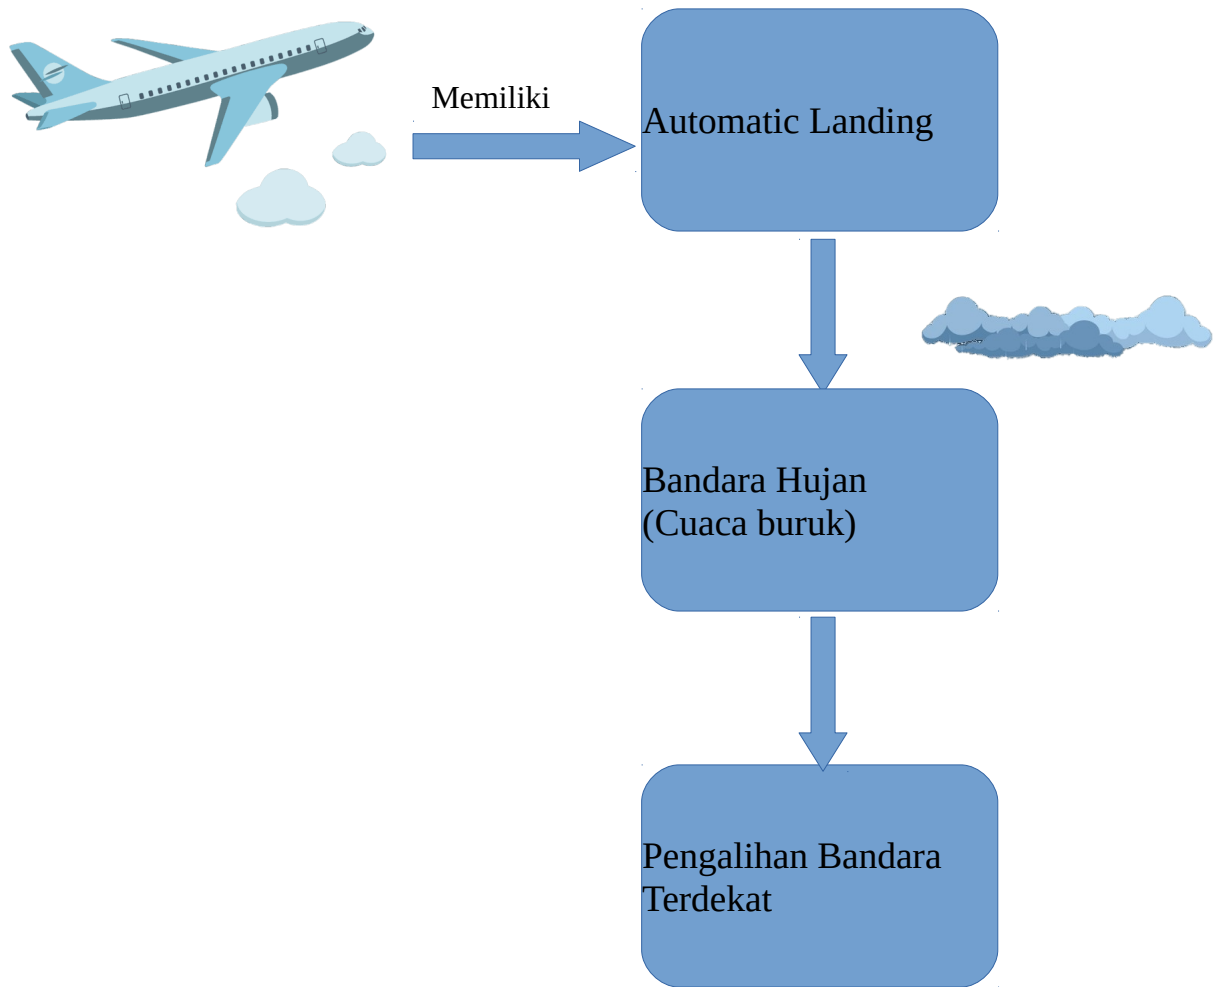 Memiliki
Automatic Landing
Bandara Hujan
(Cuaca buruk)
Pengalihan Bandara
Terdekat